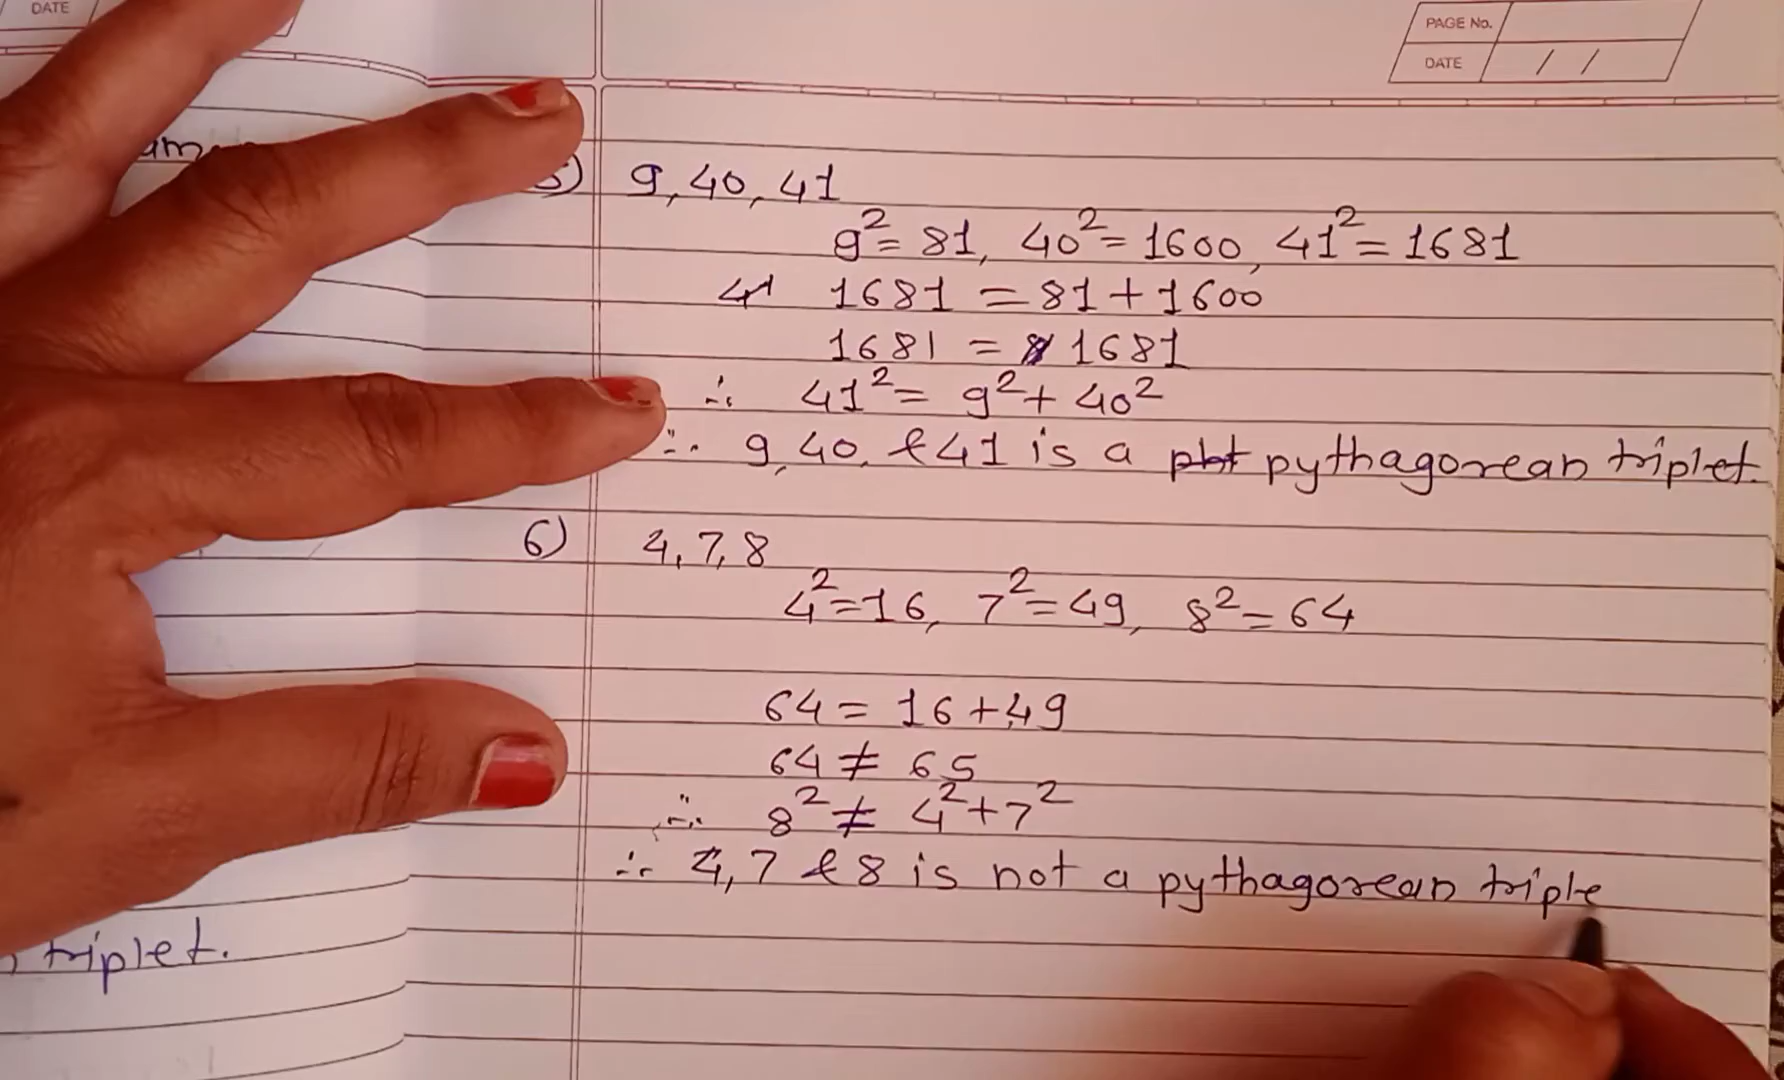 DATE
PAGE No.
DATE / /
5) 9, 40, 41
9²= 81, 40²= 1600, 41²= 1681
41 1681 = 81 + 1600
1681 = 1681
∴ 41² = 9² + 40²
∴ 9, 40, & 41 is a pht pythagorean triplet.
6) 4, 7, 8
4²=16, 7²=49, 8²= 64
64 = 16 + 49
64 ≠ 65
∴ 8² ≠ 4² + 7²
∴ 4, 7 & 8 is not a pythagorean triple
triplet.